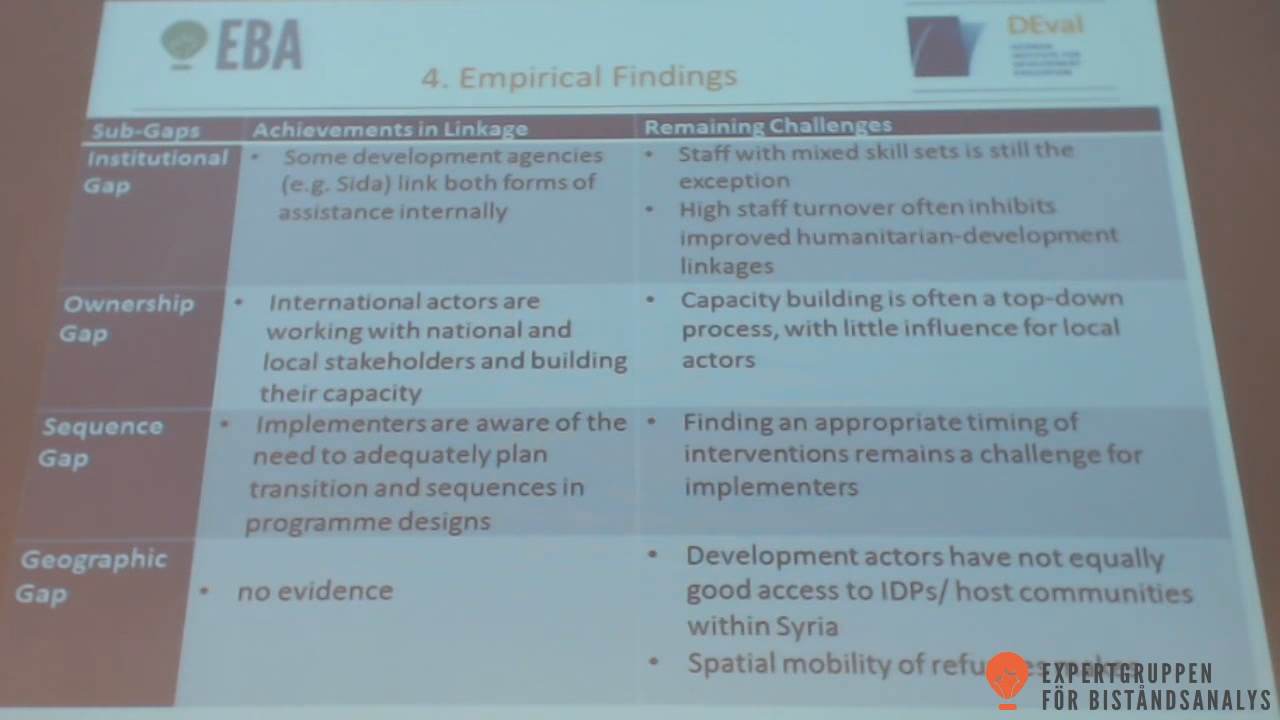 EBA
DEval
4. Empirical Findings
Sub-Gaps
Achievements in Linkage
Remaining Challenges
Institutional
Gap
• Some development agencies
(e.g. Sida) link both forms of
assistance internally
• Staff with mixed skill sets is still the
exception
• High staff turnover often inhibits
improved humanitarian-development
linkages
Ownership
Gap
• International actors are
working with national and
local stakeholders and building
their capacity
• Capacity building is often a top-down
process, with little influence for local
actors
Sequence
Gap
• Implementers are aware of the
need to adequately plan
transition and sequences in
programme designs
• Finding an appropriate timing of
interventions remains a challenge for
implementers
Geographic
Gap
• no evidence
• Development actors have not equally
good access to IDPs/ host communities
within Syria
• Spatial mobility of
EXPERTGRUPPEN
FÖR BISTÅNDSANALYS